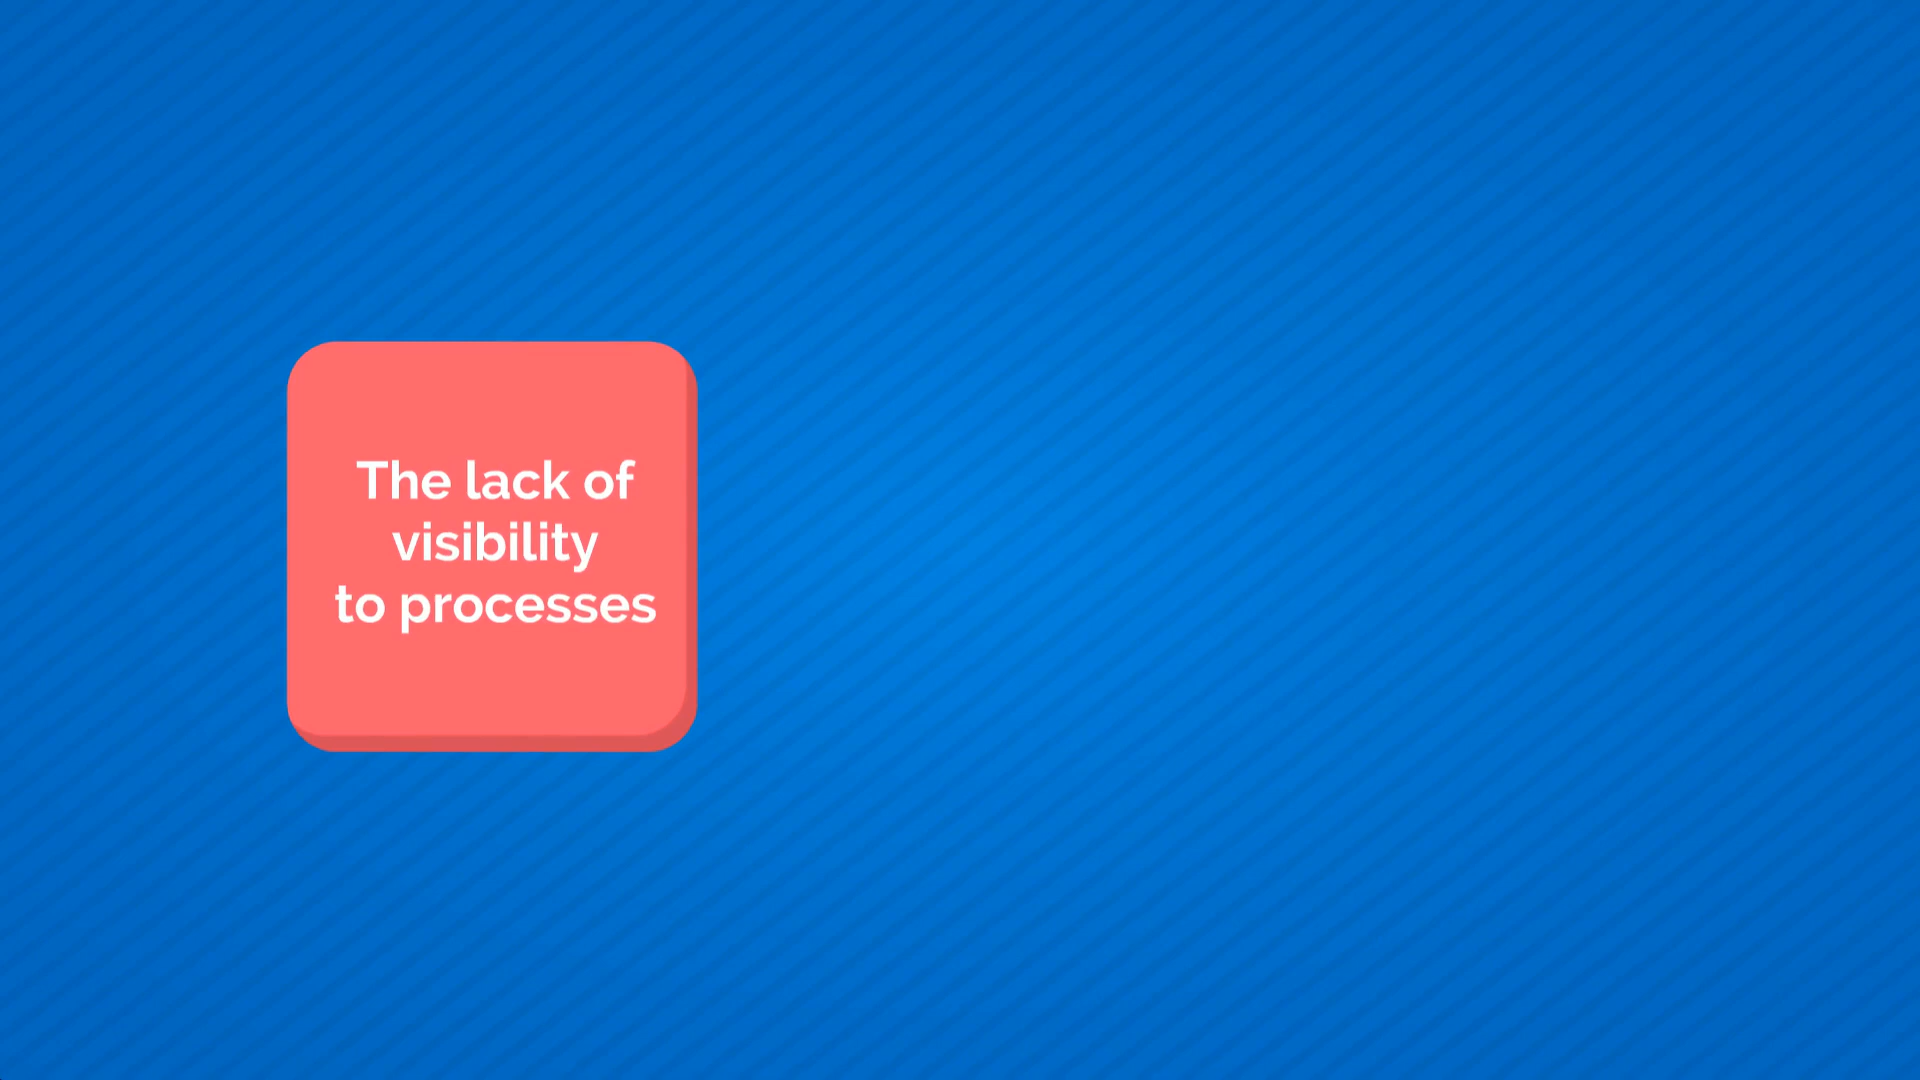 The lack of
visibility
to processes